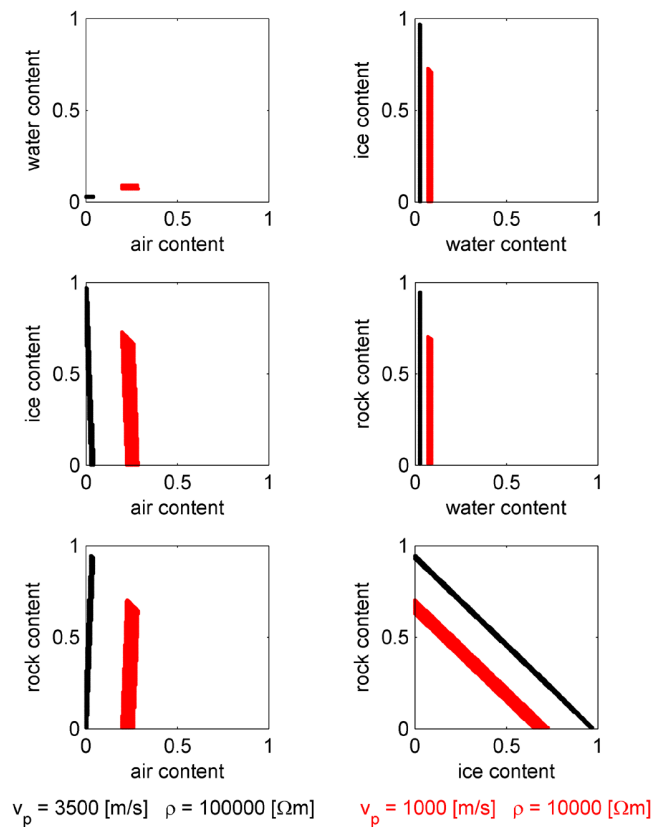 1
0.5
0
water content
0
0.5
1
air content
1
0.5
0
ice content
0
0.5
1
water content
1
0.5
0
ice content
0
0.5
1
air content
1
0.5
0
rock content
0
0.5
1
water content
1
0.5
0
rock content
0
0.5
1
air content
1
0.5
0
rock content
0
0.5
1
ice content
v_p = 3500 [m/s] ρ = 100000 [Ωm]
v_p = 1000 [m/s] ρ = 10000 [Ωm]